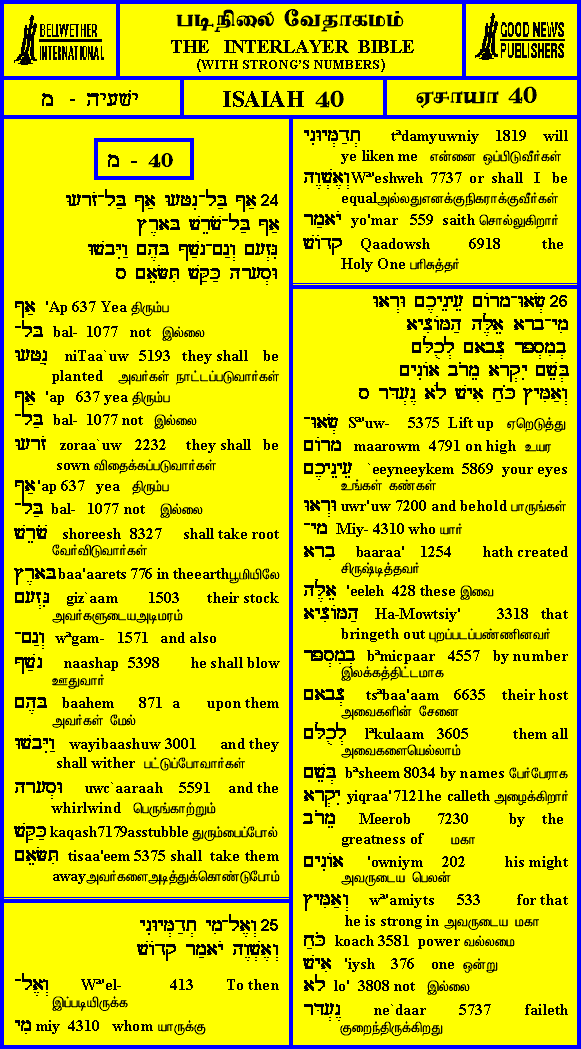 BELLWETHER
INTERNATIONAL
படிநிலை வேதாகமம்
THE INTERLAYER BIBLE
(WITH STRONG'S NUMBERS)
GOOD NEWS
PUBLISHERS
ישעיה - מ
ISAIAH 40
ஏசாயா 40
מ - 40
24 אַף בַּל־נִטָּעוּ אַף בַּל־זֹרָעוּ
אַף בַּל־שֹׁרֵשׁ בָּאָרֶץ
גִּזְעָם וְגַם־נָשַׁף בָּהֶם וַיִּבָשׁוּ
וּסְעָרָה כַּקַּשׁ תִּשָּׂאֵם ס
אַף 'Ap 637 Yea திரும்ப
בַּל־ bal- 1077 not இல்லை
נִטָּעוּ niTaa`uw 5193 they shall be
planted அவர்கள் நாட்டப்படுவார்கள்
אַף 'ap 637 yea திரும்ப
בַּל־ bal- 1077 not இல்லை
זֹרָעוּ zoraa`uw 2232 they shall be
sown விதைக்கப்படுவார்கள்
אַף 'ap 637 yea திரும்ப
בַּל־ bal- 1077 not இல்லை
שֹׁרֵשׁ shoreesh 8327 shall take root
வேர்விடுவார்கள்
בָּאָרֶץ baa'aarets 776 in theearth பூமியிலே
גִּזְעָם giz`aam 1503 their stock
அவர்களுடையஅடிமரம்
וְגַם־ wªgam- 1571 and also
נָשַׁף naashap 5398 he shall blow
ஊதுவார்
בָּהֶם baahem 871 a upon them
அவர்கள் மேல்
וַיִּבָשׁוּ wayibaashuw 3001 and they
shall wither பட்டுப்போவார்கள்
וּסְעָרָה uwc`aaraah 5591 and the
whirlwind பெருங்காற்றும்
כַּקַּשׁ kaqash7179asstubble துரும்பைப்போல்
תִּשָּׂאֵם tisaa'eem 5375 shall take them
awayஅவர்களைஅடித்துக்கொண்டுபோம்
25 וְאֶל־מִי תְדַמְּיוּנִי
וְאֶשְׁוֶה יֹאמַר קָדוֹשׁ
וְאֶל־ Wª'el- 413 To then
இப்படியிருக்க
מִי miy 4310 whom யாருக்கு
תְדַמְּיוּנִי tªdamyuwniy 1819 will
ye liken me என்னை ஒப்பிடுவீர்கள்
וְאֶשְׁוֶה Wª'eshweh 7737 or shall I be
equalஅல்லதுஎனக்குநிகராக்குவீர்கள்
יֹאמַר yo'mar 559 saith சொல்லுகிறார்
קָדוֹשׁ Qaadowsh 6918 the
Holy One பரிசுத்தர்
26 שְׂאוּ־מָרוֹם עֵינֵיכֶם וּרְאוּ
מִי־בָרָא אֵלֶּה הַמּוֹצִיא
בְמִסְפָּר צְבָאָם לְכֻלָּם
בְּשֵׁם יִקְרָא מֵרֹב אוֹנִים
וְאַמִּיץ כֹּחַ אִישׁ לֹא נֶעְדָּר ס
שְׂאוּ־ Sª'uw- 5375 Lift up ஏறெடுத்து
מָרוֹם maarowm 4791 on high உயர
עֵינֵיכֶם `eeyneeykem 5869 your eyes
உங்கள் கண்கள்
וּרְאוּ uwr'uw 7200 and behold பாருங்கள்
מִי־ Miy- 4310 who யார்
בָרָא baaraa' 1254 hath created
சிருஷ்டித்தவர்
אֵלֶּה 'eeleh 428 these இவை
הַמּוֹצִיא Ha-Mowtsiy' 3318 that
bringeth out புறப்படப்பண்ணினவர்
בְמִסְפָּר bªmicpaar 4557 by number
இலக்கத்திட்டமாக
צְבָאָם tsªbaa'aam 6635 their host
அவைகளின் சேனை
לְכֻלָּם lªkulaam 3605 them all
அவைகளையெல்லாம்
בְּשֵׁם bªsheem 8034 by names பேர்பேராக
יִקְרָא yiqraa'7121he calleth அழைக்கிறார்
מֵרֹב Meerob 7230 by the
greatness of மகா
אוֹנִים 'owniym 202 his might
அவருடைய பெலன்
וְאַמִּיץ wª'amiyts 533 for that
he is strong in அவருடைய மகா
כֹּחַ koach 3581 power வல்லமை
אִישׁ 'iysh 376 one ஒன்று
לֹא lo' 3808 not இல்லை
נֶעְדָּר ne`daar 5737 faileth
குறைந்திருக்கிறது